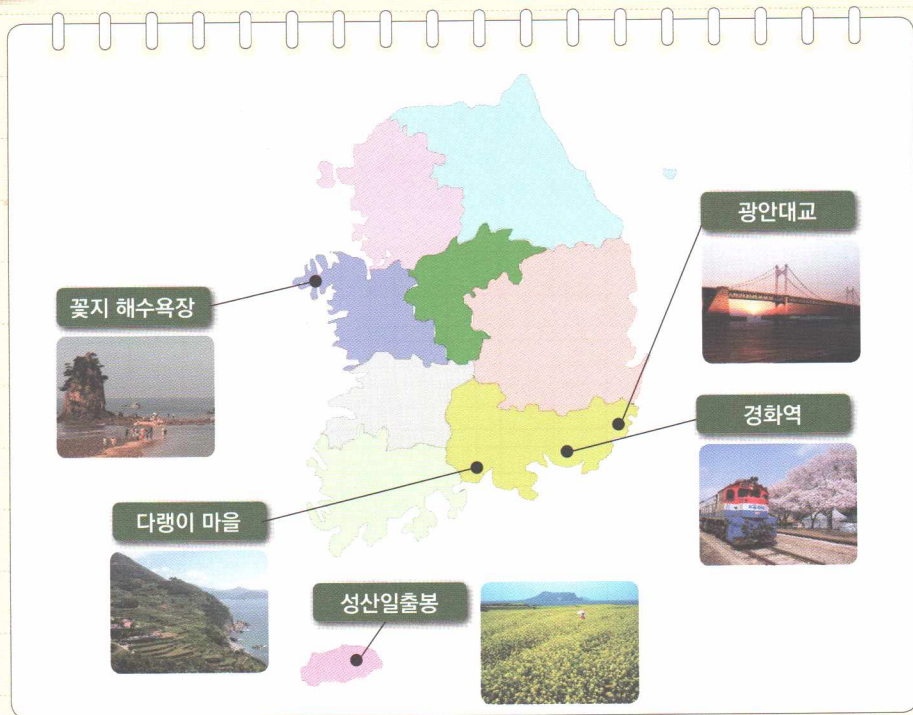 광안대교
꽃지 해수욕장
경화역
다랭이 마을
성산일출봉